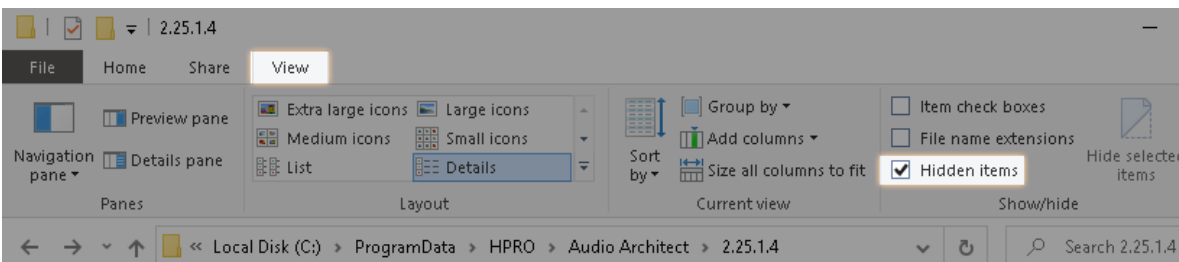 2.25.1.4
File Home Share View
Extra large icons Large icons Group by Item check boxes
Preview pane Medium icons Small icons Add columns File name extensions
Navigation pane Details pane List Details Sort by Size all columns to fit Hidden items Hide selected items
Panes Layout Current view Show/hide
« Local Disk (C:) > ProgramData > HPRO > Audio Architect > 2.25.1.4 Search 2.25.1.4